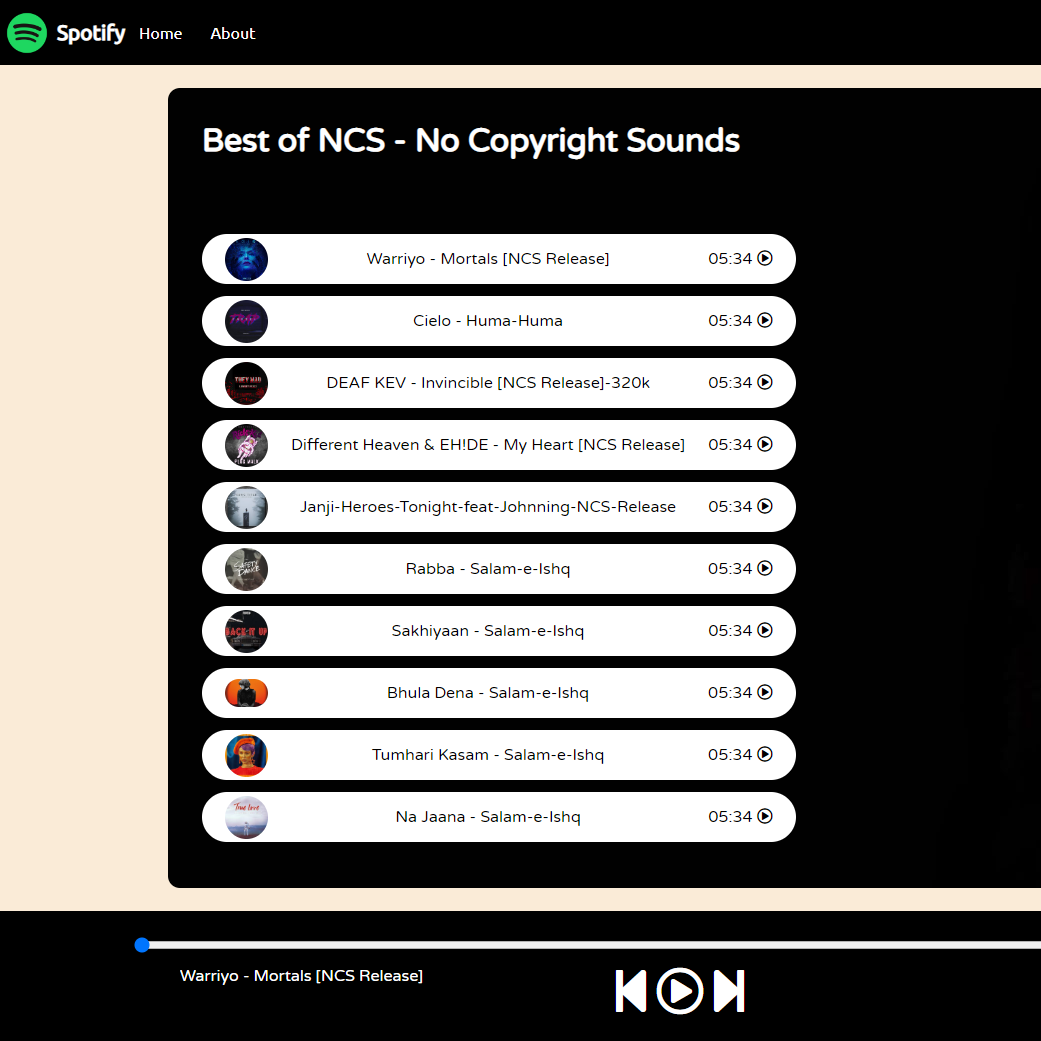 Spotify Home About
Best of NCS - No Copyright Sounds
Warriyo - Mortals [NCS Release] 05:34
Cielo - Huma-Huma 05:34
DEAF KEV - Invincible [NCS Release]-320k 05:34
Different Heaven & EH!DE - My Heart [NCS Release] 05:34
Janji-Heroes-Tonight-feat-Johnning-NCS-Release 05:34
Rabba - Salam-e-Ishq 05:34
Sakhiyaan - Salam-e-Ishq 05:34
Bhula Dena - Salam-e-Ishq 05:34
Tumhari Kasam - Salam-e-Ishq 05:34
True Love
Na Jaana - Salam-e-Ishq 05:34
Warriyo - Mortals [NCS Release]